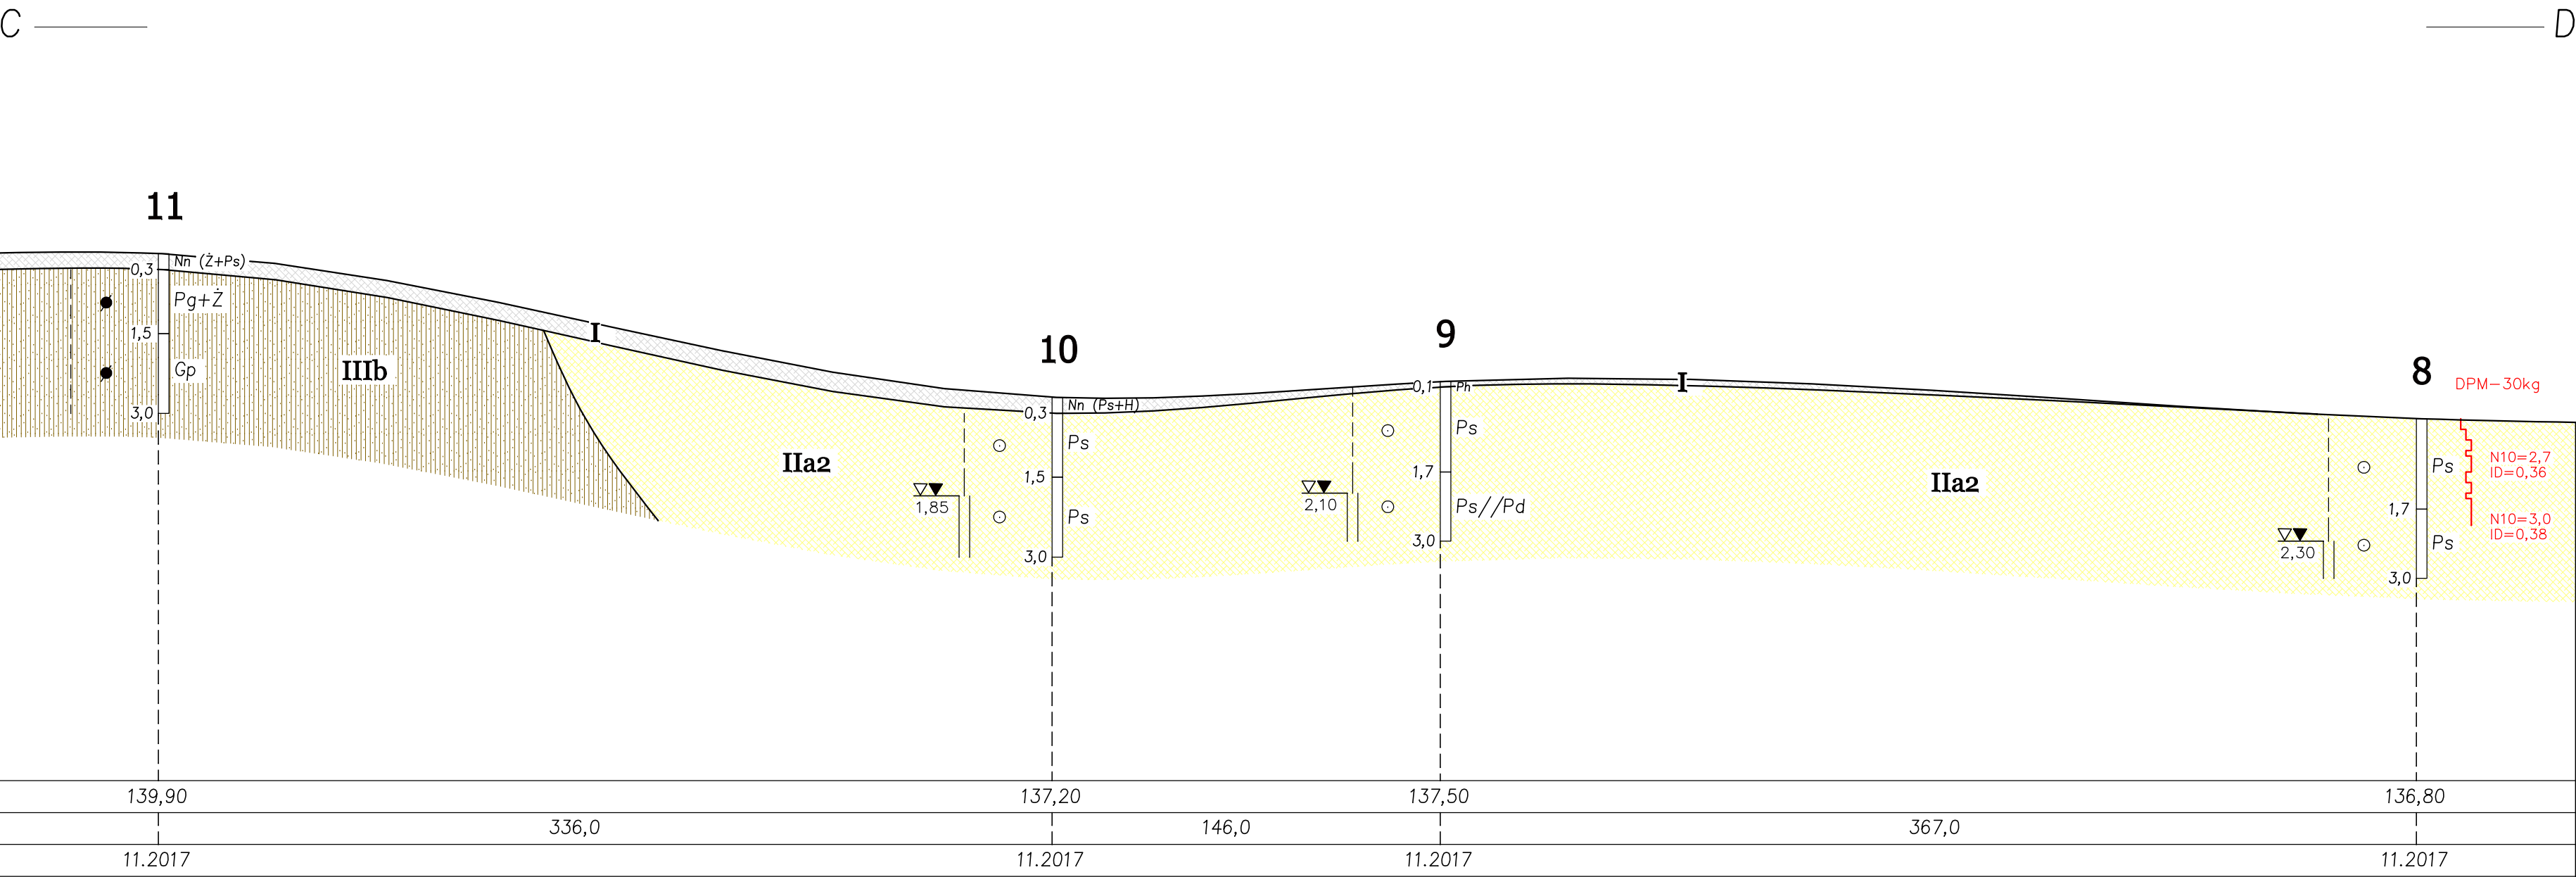 C
D
11
0,3
Nn (Ż+Ps)
Pg+Ż
1,5
Gp
3,0
IIIb
I
10
0,3
Nn (Ps+H)
Ps
1,5
Ps
3,0
1,85
IIa2
9
0,1
Ph
Ps
1,7
Ps//Pd
3,0
2,10
I
IIa2
8
DPM-30kg
Ps
N10=2,7
ID=0,36
1,7
N10=3,0
ID=0,38
Ps
3,0
2,30
139,90 137,20 137,50 136,80
336,0 146,0 367,0
11.2017 11.2017 11.2017 11.2017